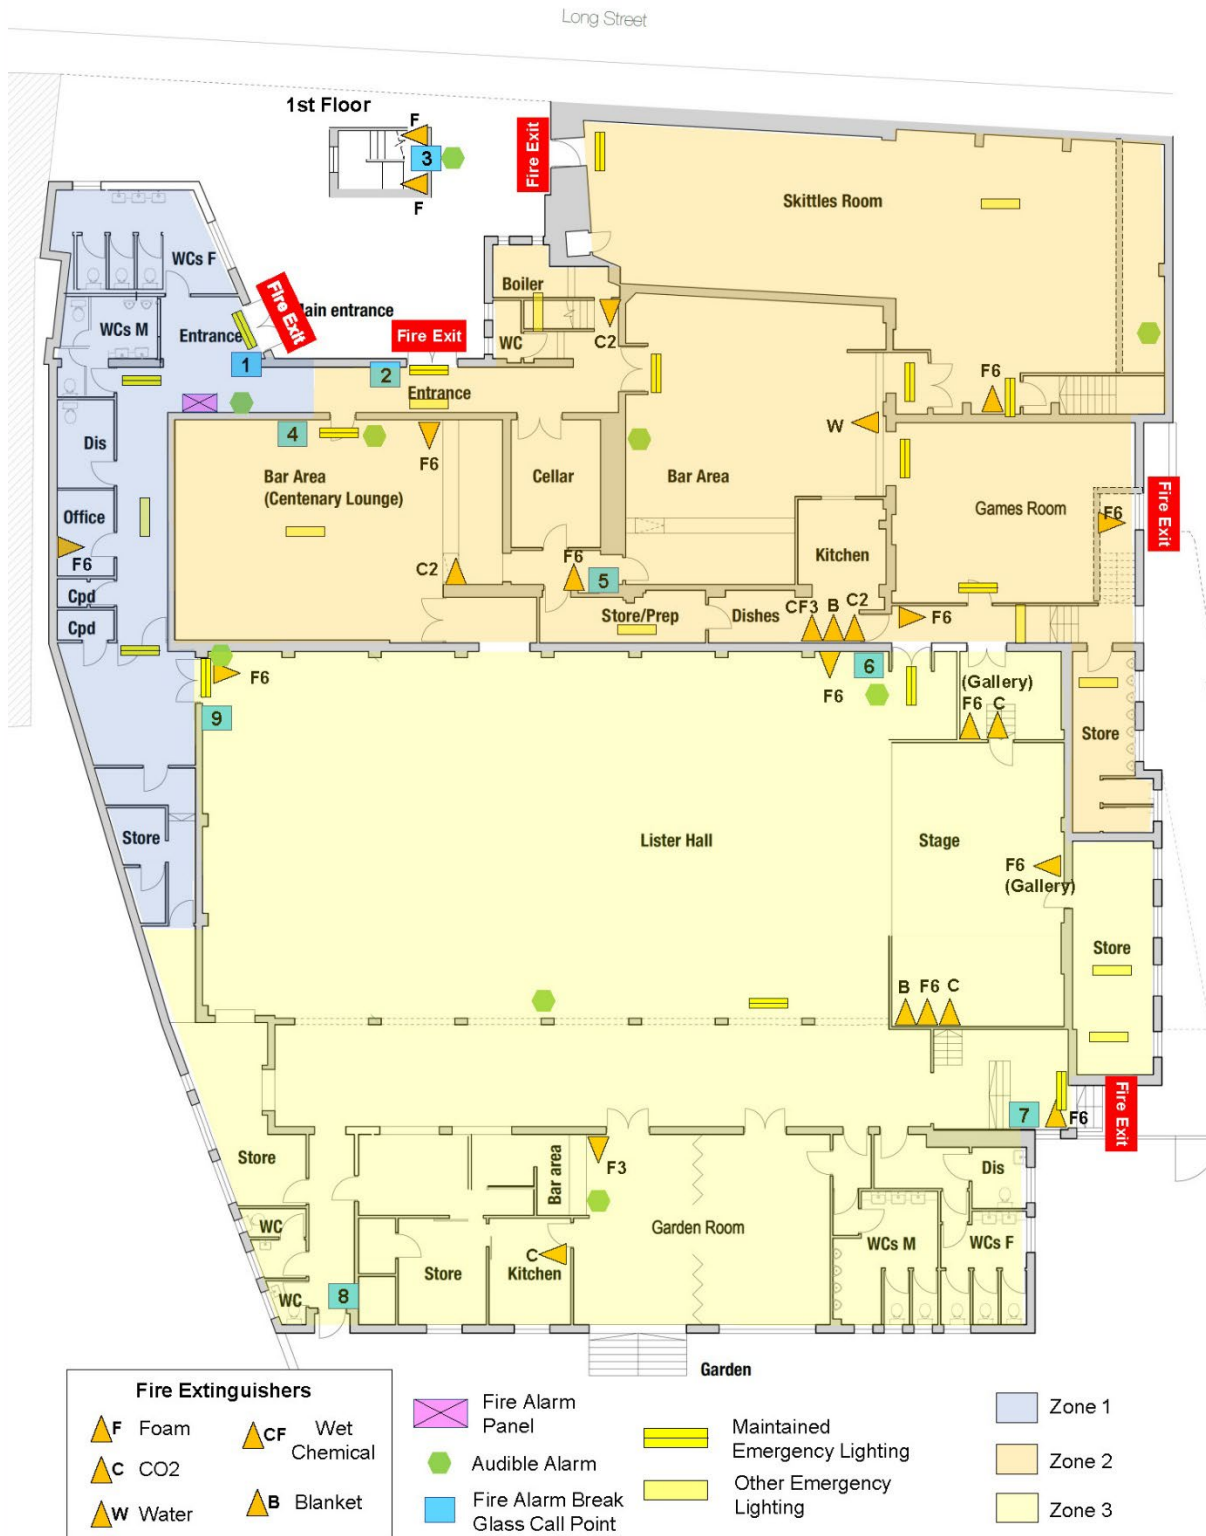 Long Street
1st Floor
F
3
F
Fire Exit
Skittles Room
WCs F
Boiler
Fire Exit
Main entrance
WCs M
Entrance
Fire Exit
WC
C2
1
2
Entrance
F6
W
4
F6
Dis
Bar Area
(Centenary Lounge)
Cellar
Bar Area
Games Room
F6
Fire Exit
Office
F6
Kitchen
C2
F6
5
Cpd
Cpd
Store/Prep
Dishes
CF3
B
C2
F6
F6
6
F6
(Gallery)
F6
C
9
Store
Store
Lister Hall
Stage
F6
(Gallery)
Store
B
F6
C
7
F6
Fire Exit
Store
Bar area
F3
Dis
WC
Garden Room
WCs M
WCs F
C
Store
Kitchen
WC
8
Garden
Fire Extinguishers
F Foam
CF Wet
Chemical
C CO2
W Water
B Blanket
Fire Alarm
Panel
Audible Alarm
Fire Alarm Break
Glass Call Point
Maintained
Emergency Lighting
Other Emergency
Lighting
Zone 1
Zone 2
Zone 3